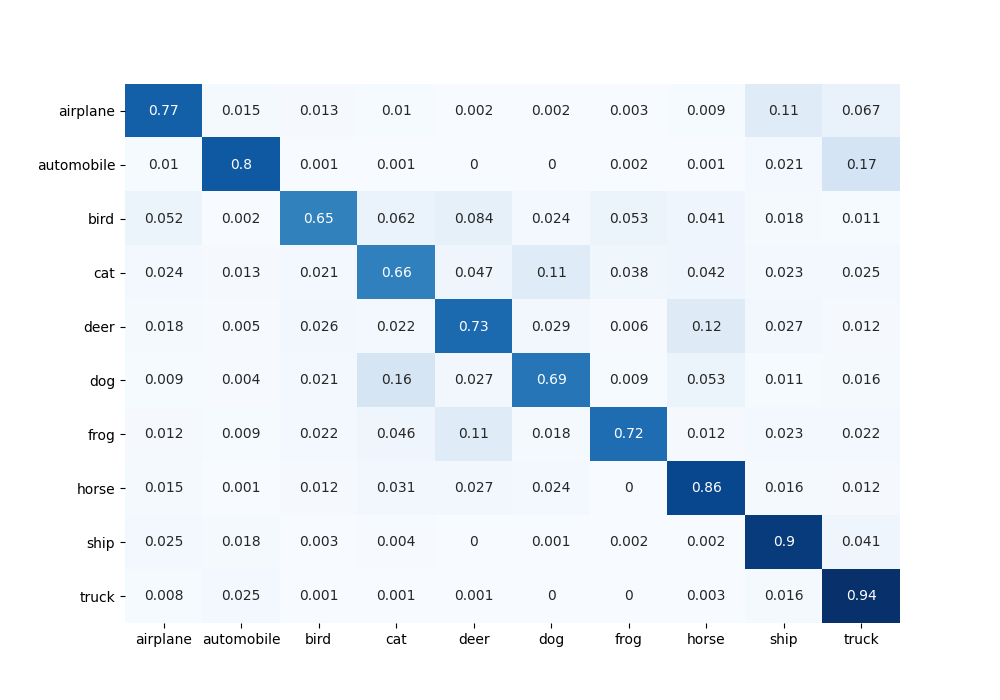 airplane 0.77 0.015 0.013 0.01 0.002 0.002 0.003 0.009 0.11 0.067
automobile 0.01 0.8 0.001 0.001 0 0 0.002 0.001 0.021 0.17
bird 0.052 0.002 0.65 0.062 0.084 0.024 0.053 0.041 0.018 0.011
cat 0.024 0.013 0.021 0.66 0.047 0.11 0.038 0.042 0.023 0.025
deer 0.018 0.005 0.026 0.022 0.73 0.029 0.006 0.12 0.027 0.012
dog 0.009 0.004 0.021 0.16 0.027 0.69 0.009 0.053 0.011 0.016
frog 0.012 0.009 0.022 0.046 0.11 0.018 0.72 0.012 0.023 0.022
horse 0.015 0.001 0.012 0.031 0.027 0.024 0 0.86 0.016 0.012
ship 0.025 0.018 0.003 0.004 0 0.001 0.002 0.002 0.9 0.041
truck 0.008 0.025 0.001 0.001 0.001 0 0 0.003 0.016 0.94
airplane automobile bird cat deer dog frog horse ship truck